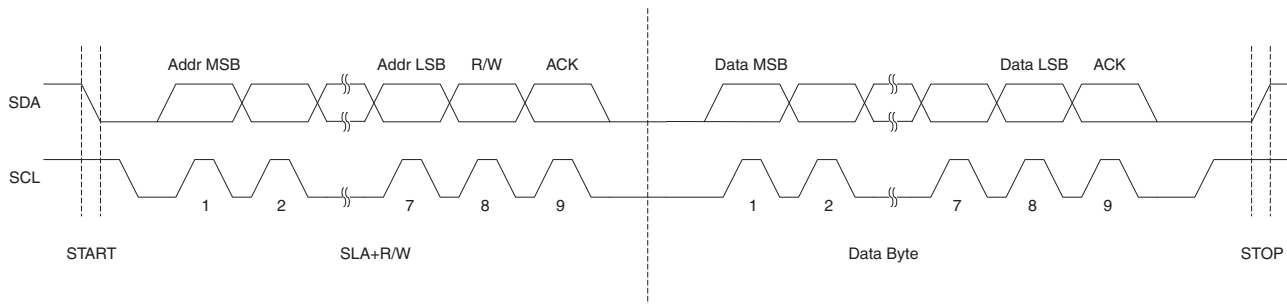 Addr MSB Addr LSB R/W ACK Data MSB Data LSB ACK
SDA
SCL
1 2 7 8 9 1 2 7 8 9
START SLA+R/W Data Byte STOP